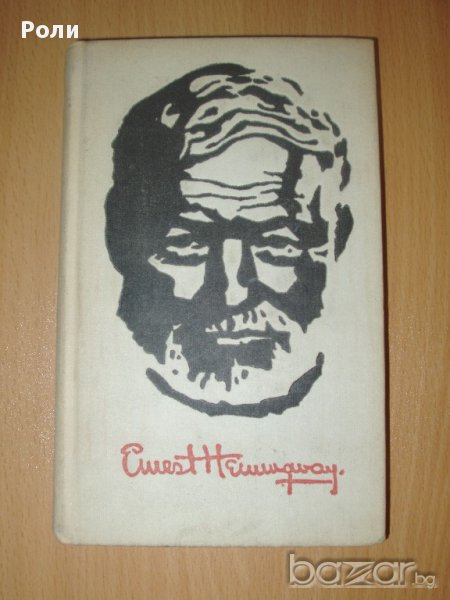 Роли
Ernest Hemingway.
bazar.bg